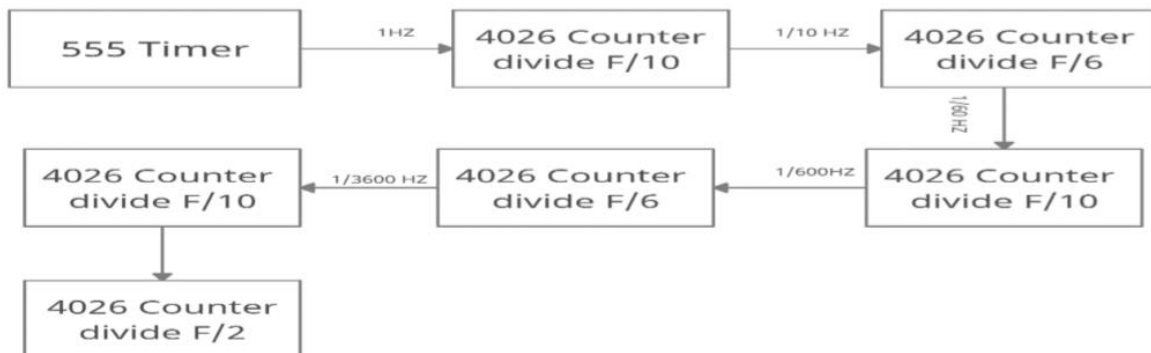 555 Timer
1HZ
4026 Counter
divide F/10
1/10 HZ
4026 Counter
divide F/6
1/60 HZ
4026 Counter
divide F/10
1/600HZ
4026 Counter
divide F/6
1/3600 HZ
4026 Counter
divide F/10
4026 Counter
divide F/2